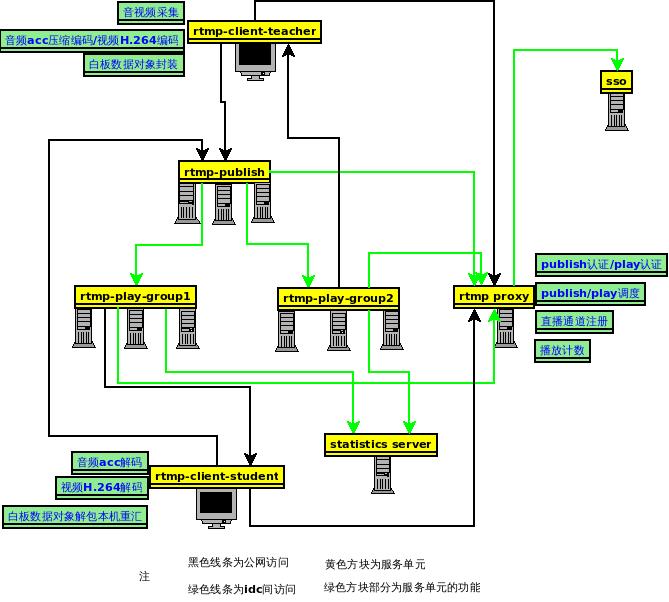 音视频采集
rtmp-client-teacher
音频acc压缩编码/视频H.264编码
白板数据对象封装
sso
rtmp-publish
publish认证/play认证
rtmp-play-group1
rtmp-play-group2
rtmp proxy
publish/play调度
直播通道注册
播放计数
statistics server
音频acc解码
rtmp-client-student
视频H.264解码
白板数据对象解包本机重汇
注
黑色线条为公网访问
黄色方块为服务单元
绿色线条为idc间访问
绿色方块部分为服务单元的功能